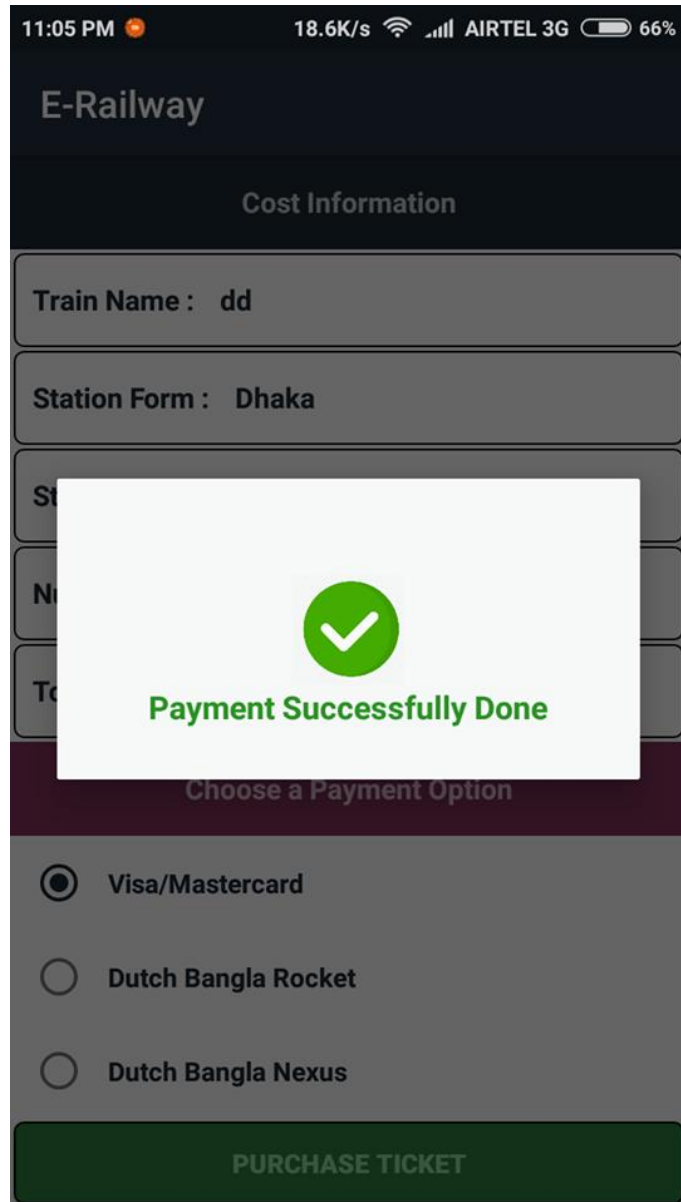 11:05 PM 18.6K/s AIRTEL 3G 66%
E-Railway
Cost Information
Train Name : dd
Station Form : Dhaka
Payment Successfully Done
Choose a Payment Option
Visa/Mastercard
Dutch Bangla Rocket
Dutch Bangla Nexus
PURCHASE TICKET